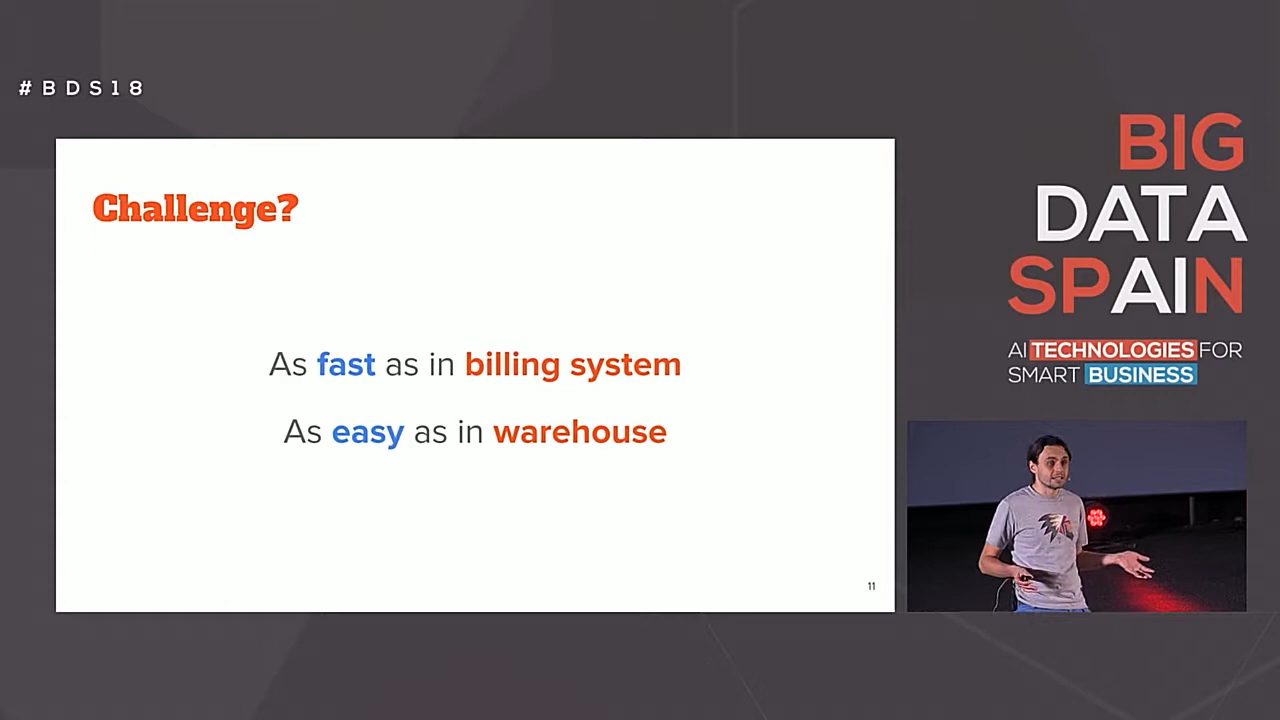 #BDS18
Challenge?
As fast as in billing system
As easy as in warehouse
11
BIG
DATA
SPAIN
AI TECHNOLOGIES FOR
SMART BUSINESS